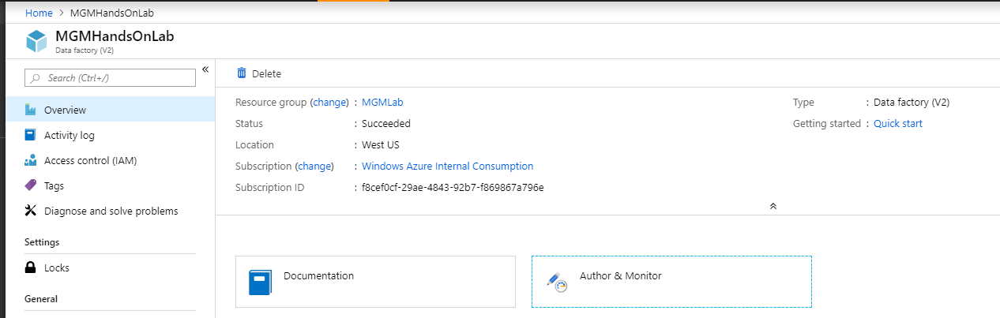 Home > MGMHandsOnLab
MGMHandsOnLab
Data factory (V2)
Search (Ctrl+/)
Overview
Activity log
Access control (IAM)
Tags
Diagnose and solve problems
Settings
Locks
General
Delete
Resource group (change) : MGMLab
Status : Succeeded
Location : West US
Subscription (change) : Windows Azure Internal Consumption
Subscription ID : f8cef0cf-29ae-4843-92b7-f869867a796e
Type : Data factory (V2)
Getting started : Quick start
Documentation
Author & Monitor